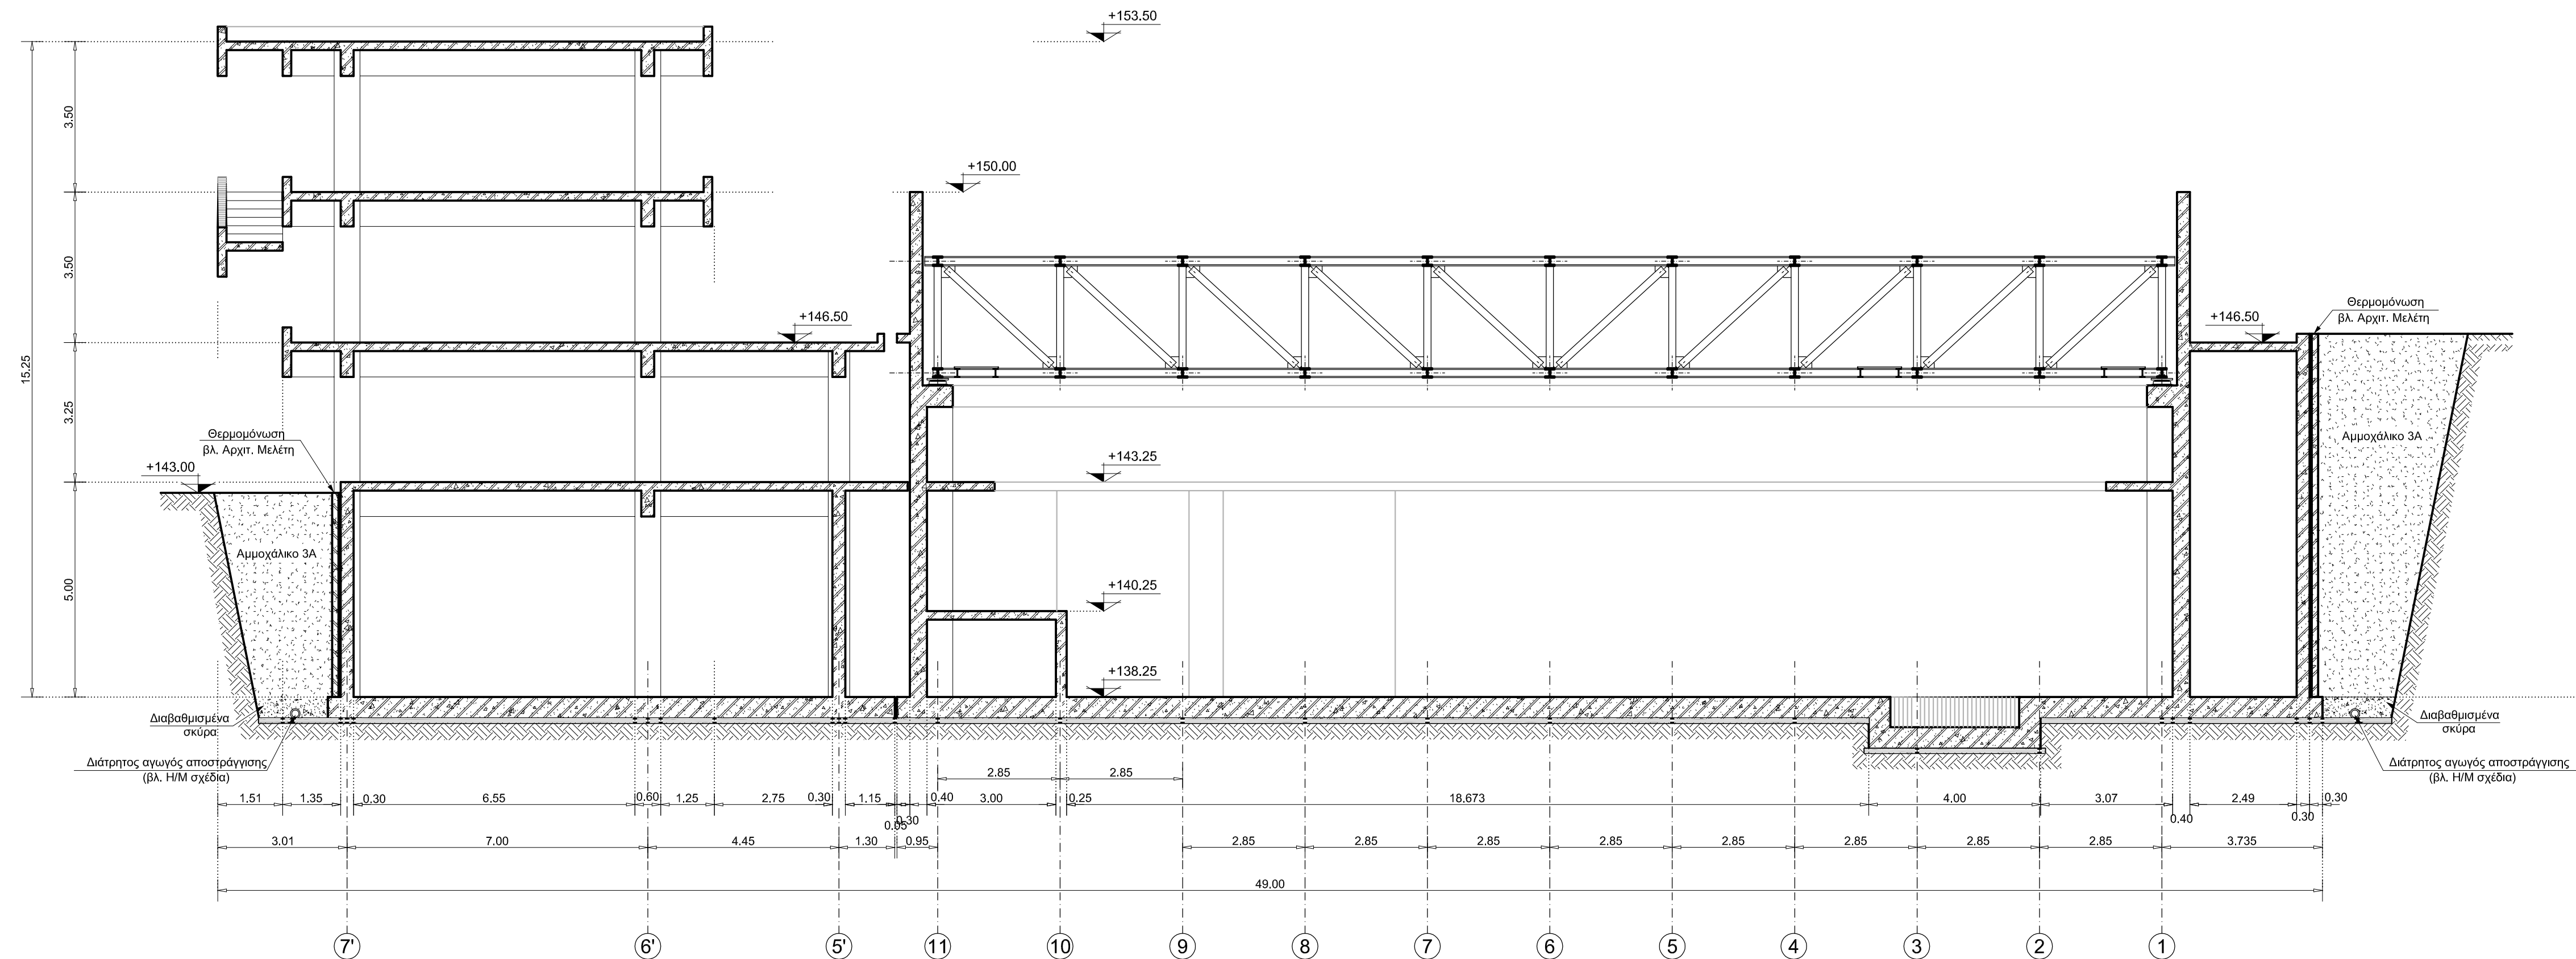 +153.50
+150.00
3.50
3.50
15.25
+146.50
+146.50
Θερμομόνωση
βλ. Αρχιτ. Μελέτη
3.25
Θερμομόνωση
βλ. Αρχιτ. Μελέτη
Αμμοχάλικο 3Α
+143.00
+143.25
Αμμοχάλικο 3Α
5.00
+140.25
+138.25
Διαβαθμισμένα
σκύρα
Διαβαθμισμένα
σκύρα
Διάτρητος αγωγός αποστράγγισης
(βλ. Η/Μ σχέδια)
Διάτρητος αγωγός αποστράγγισης
(βλ. Η/Μ σχέδια)
2.85 2.85
1.51 1.35 0.30 6.55 0.60 1.25 2.75 0.30 1.15 0.05 0.30 0.40 3.00 0.25 18.673 4.00 3.07 0.40 2.49 0.30 0.30
3.01 7.00 4.45 1.30 0.95 2.85 2.85 2.85 2.85 2.85 2.85 2.85 2.85 3.735
49.00
7' 6' 5' 11 10 9 8 7 6 5 4 3 2 1